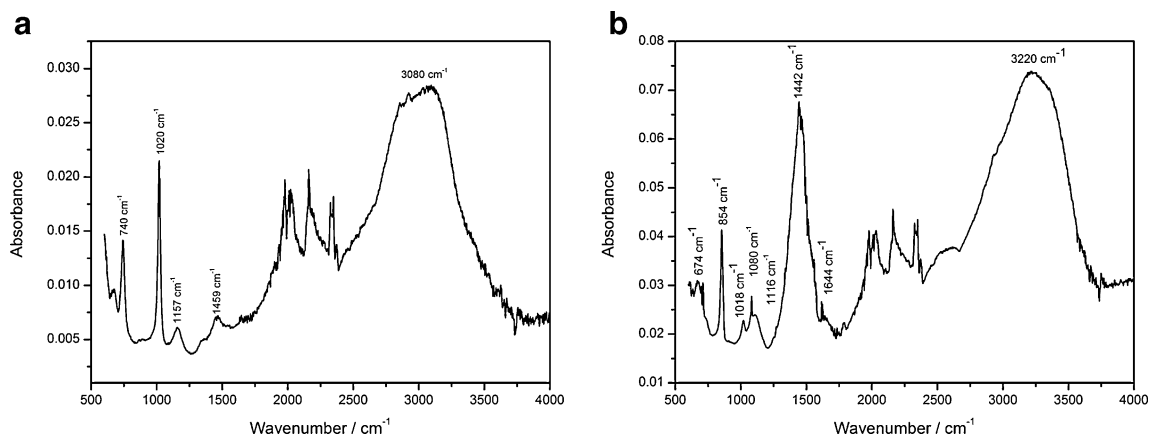 a
0.030
0.025
0.020
0.015
0.010
0.005
Absorbance
740 cm-1
1020 cm-1
1157 cm-1
1459 cm-1
3080 cm-1
500 1000 1500 2000 2500 3000 3500 4000
Wavenumber / cm-1
b
0.08
0.07
0.06
0.05
0.04
0.03
0.02
0.01
Absorbance
674 cm-1
854 cm-1
1018 cm-1
1080 cm-1
1116 cm-1
1442 cm-1
1644 cm-1
3220 cm-1
500 1000 1500 2000 2500 3000 3500 4000
Wavenumber / cm-1